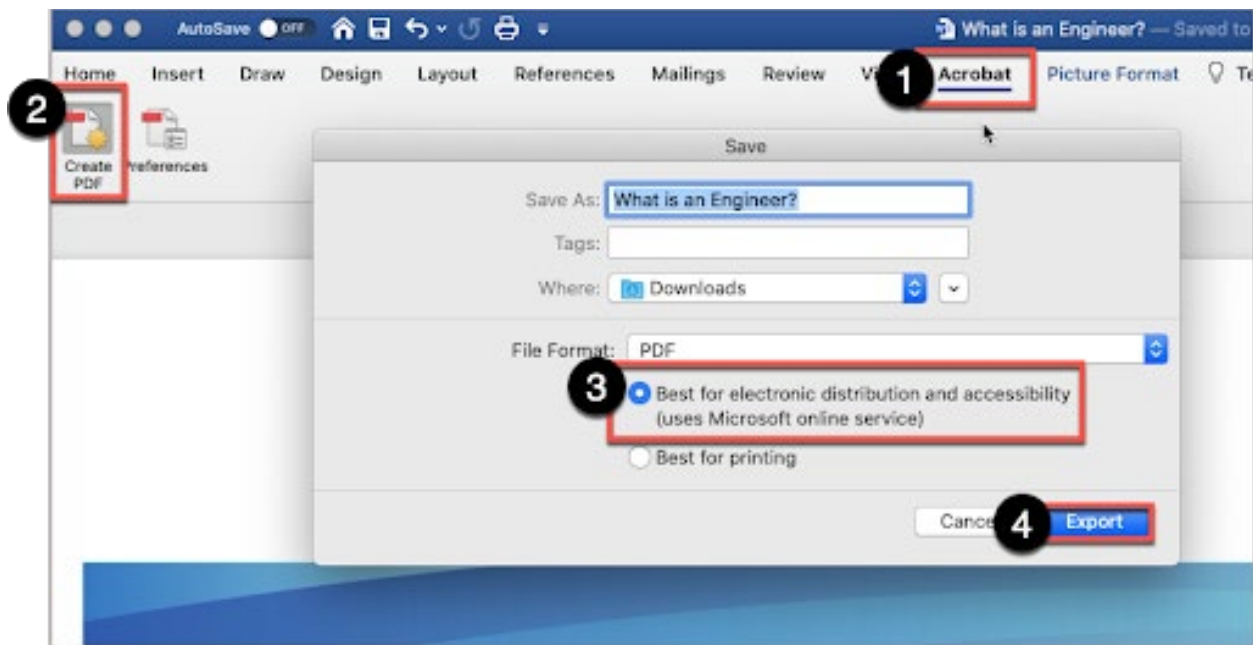 AutoSave OFF What is an Engineer? — Saved to
Home Insert Draw Design Layout References Mailings Review 1 Acrobat Picture Format
2
Create PDF
Preferences
Save
Save As: What is an Engineer?
Tags:
Where: Downloads
File Format: PDF
3 Best for electronic distribution and accessibility
(uses Microsoft online service)
Best for printing
Cance 4 Export